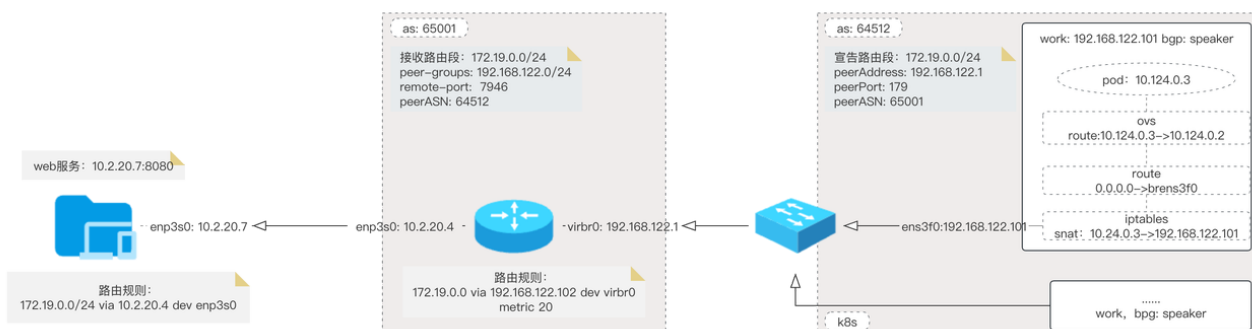 as: 65001
接收路由段：172.19.0.0/24
peer-groups: 192.168.122.0/24
remote-port:  7946
peerASN: 64512
as: 64512
宣告路由段：172.19.0.0/24
peerAddress: 192.168.122.1
peerPort: 179
peerASN: 65001
work: 192.168.122.101 bgp: speaker
pod：10.124.0.3
ovs
route:10.124.0.3->10.124.0.2
route
0.0.0.0->brens3f0
iptables
snat：10.24.0.3->192.168.122.101
web服务：10.2.20.7:8080
enp3s0: 10.2.20.7
enp3s0: 10.2.20.4
virbr0: 192.168.122.1
ens3f0:192.168.122.101
路由规则：
172.19.0.0/24 via 10.2.20.4 dev enp3s0
路由规则：
172.19.0.0 via 192.168.122.102 dev virbr0
metric 20
k8s
......
work，bpg: speaker